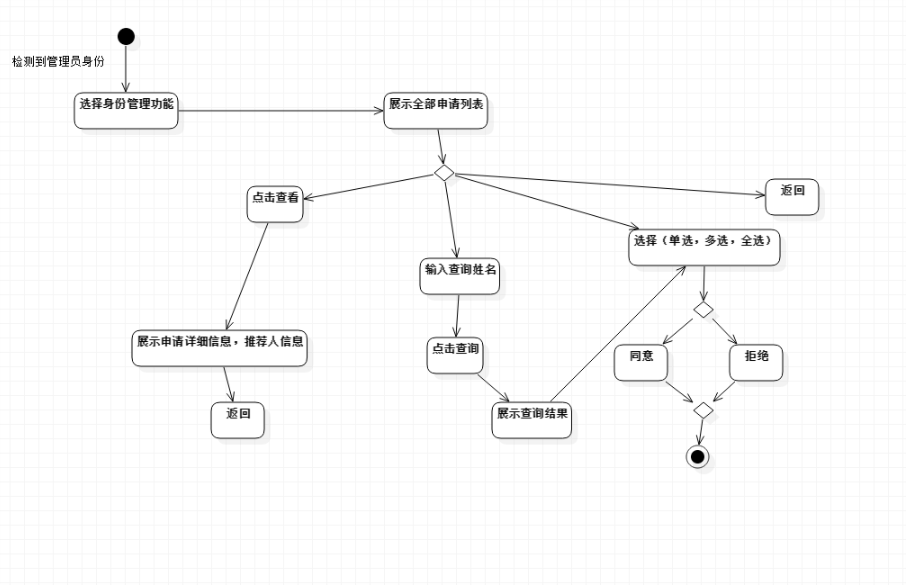 检测到管理员身份
选择身份管理功能
展示全部申请列表
点击查看
返回
选择（单选，多选，全选）
输入查询姓名
展示申请详细信息，推荐人信息
点击查询
同意
拒绝
返回
展示查询结果